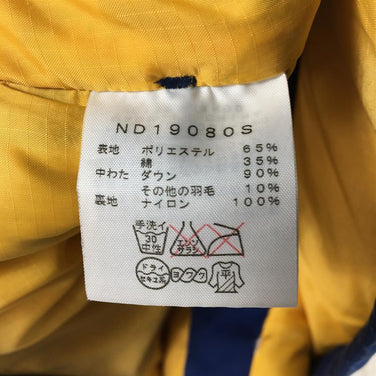 ND19080S
表地 ポリエステル 65%
綿 35%
中わた ダウン 90%
その他の羽毛 10%
裏地 ナイロン 100%
手洗イ
30
中性
エンソ
サラシ
ドライ
セキユ系
ヨワク
平